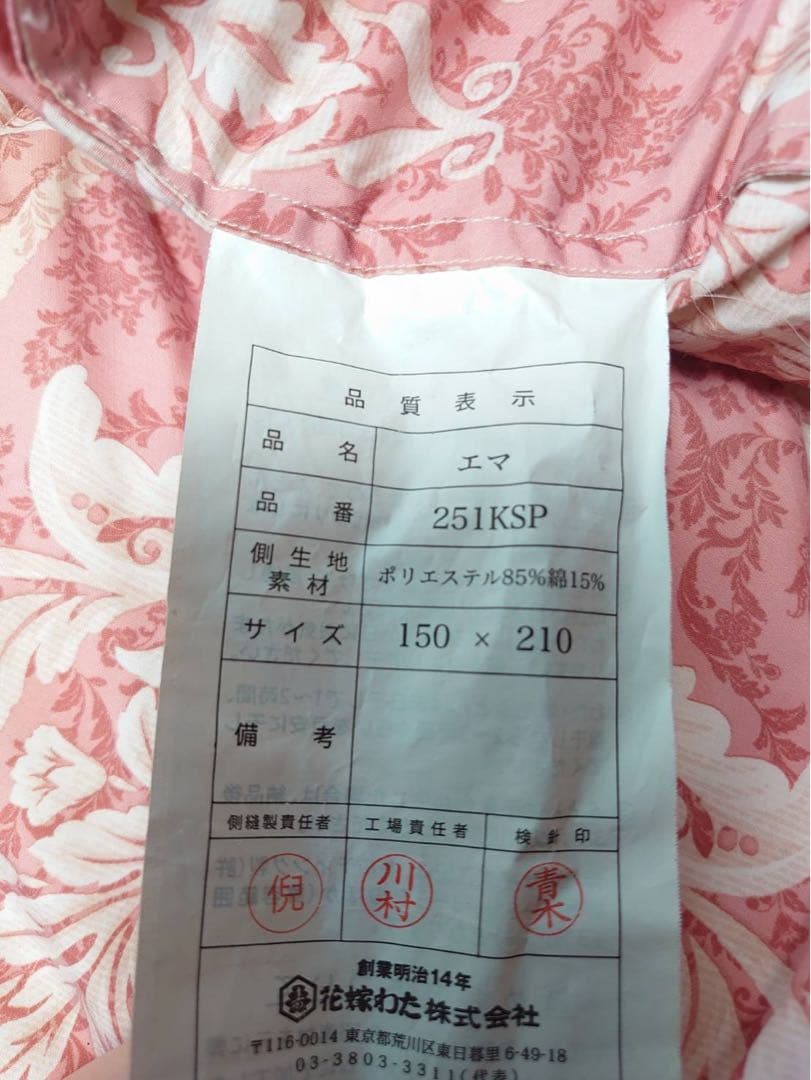 品質表示
品名 エマ
品番 251KSP
側生地素材 ポリエステル85%綿15%
サイズ 150 × 210
備考
側縫製責任者 工場責任者 検針印
倪 川村 青木
創業明治14年
花嫁わた株式会社
〒116-0014 東京都荒川区東日暮里6-49-18
03-3803-3311(代表)